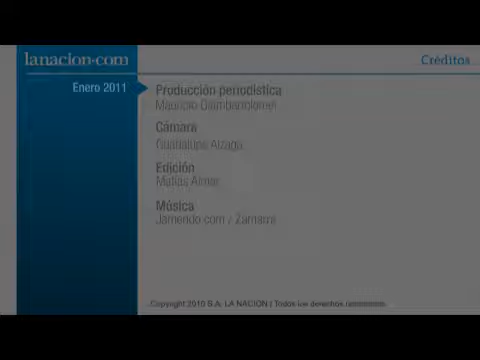 lanacion.com
Créditos
Enero 2011
Producción periodística
Mauricio Giambartolomei
Cámara
Guadalupe Aizaga
Edición
Matías Aimar
Música
Jamendo.com / Zamama
Copyright 2010 S.A. LA NACION | Todos los derechos reservados